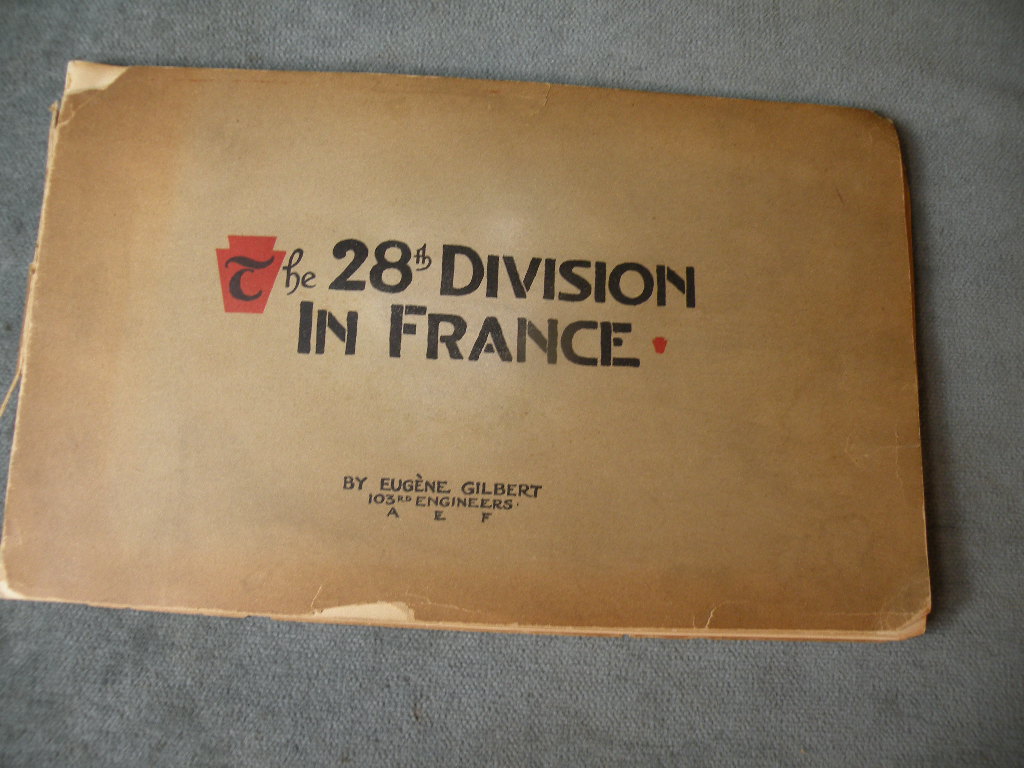 The 28th DIVISION
IN FRANCE
BY EUGÈNE GILBERT
103RD ENGINEERS
A E F